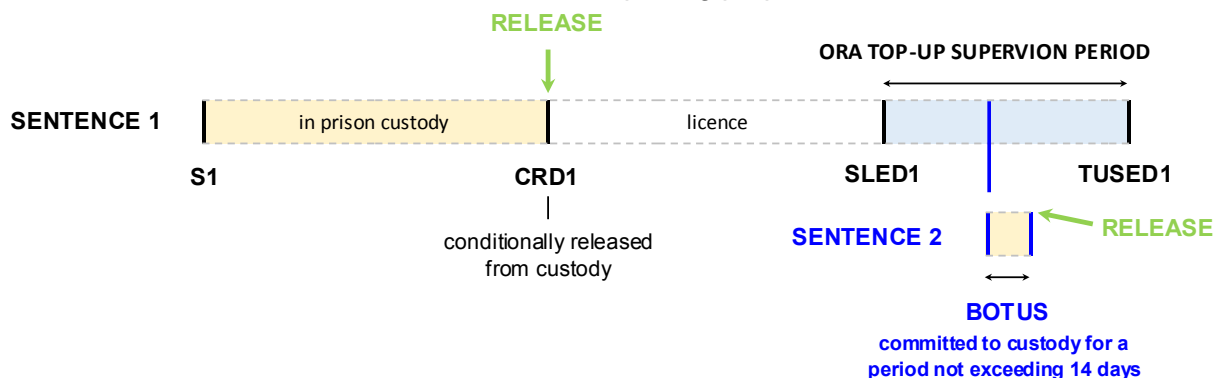 RELEASE
ORA TOP-UP SUPERVION PERIOD
SENTENCE 1
in prison custody
licence
S1
CRD1
SLED1
TUSED1
conditionally released
from custody
SENTENCE 2
RELEASE
BOTUS
committed to custody for a
period not exceeding 14 days